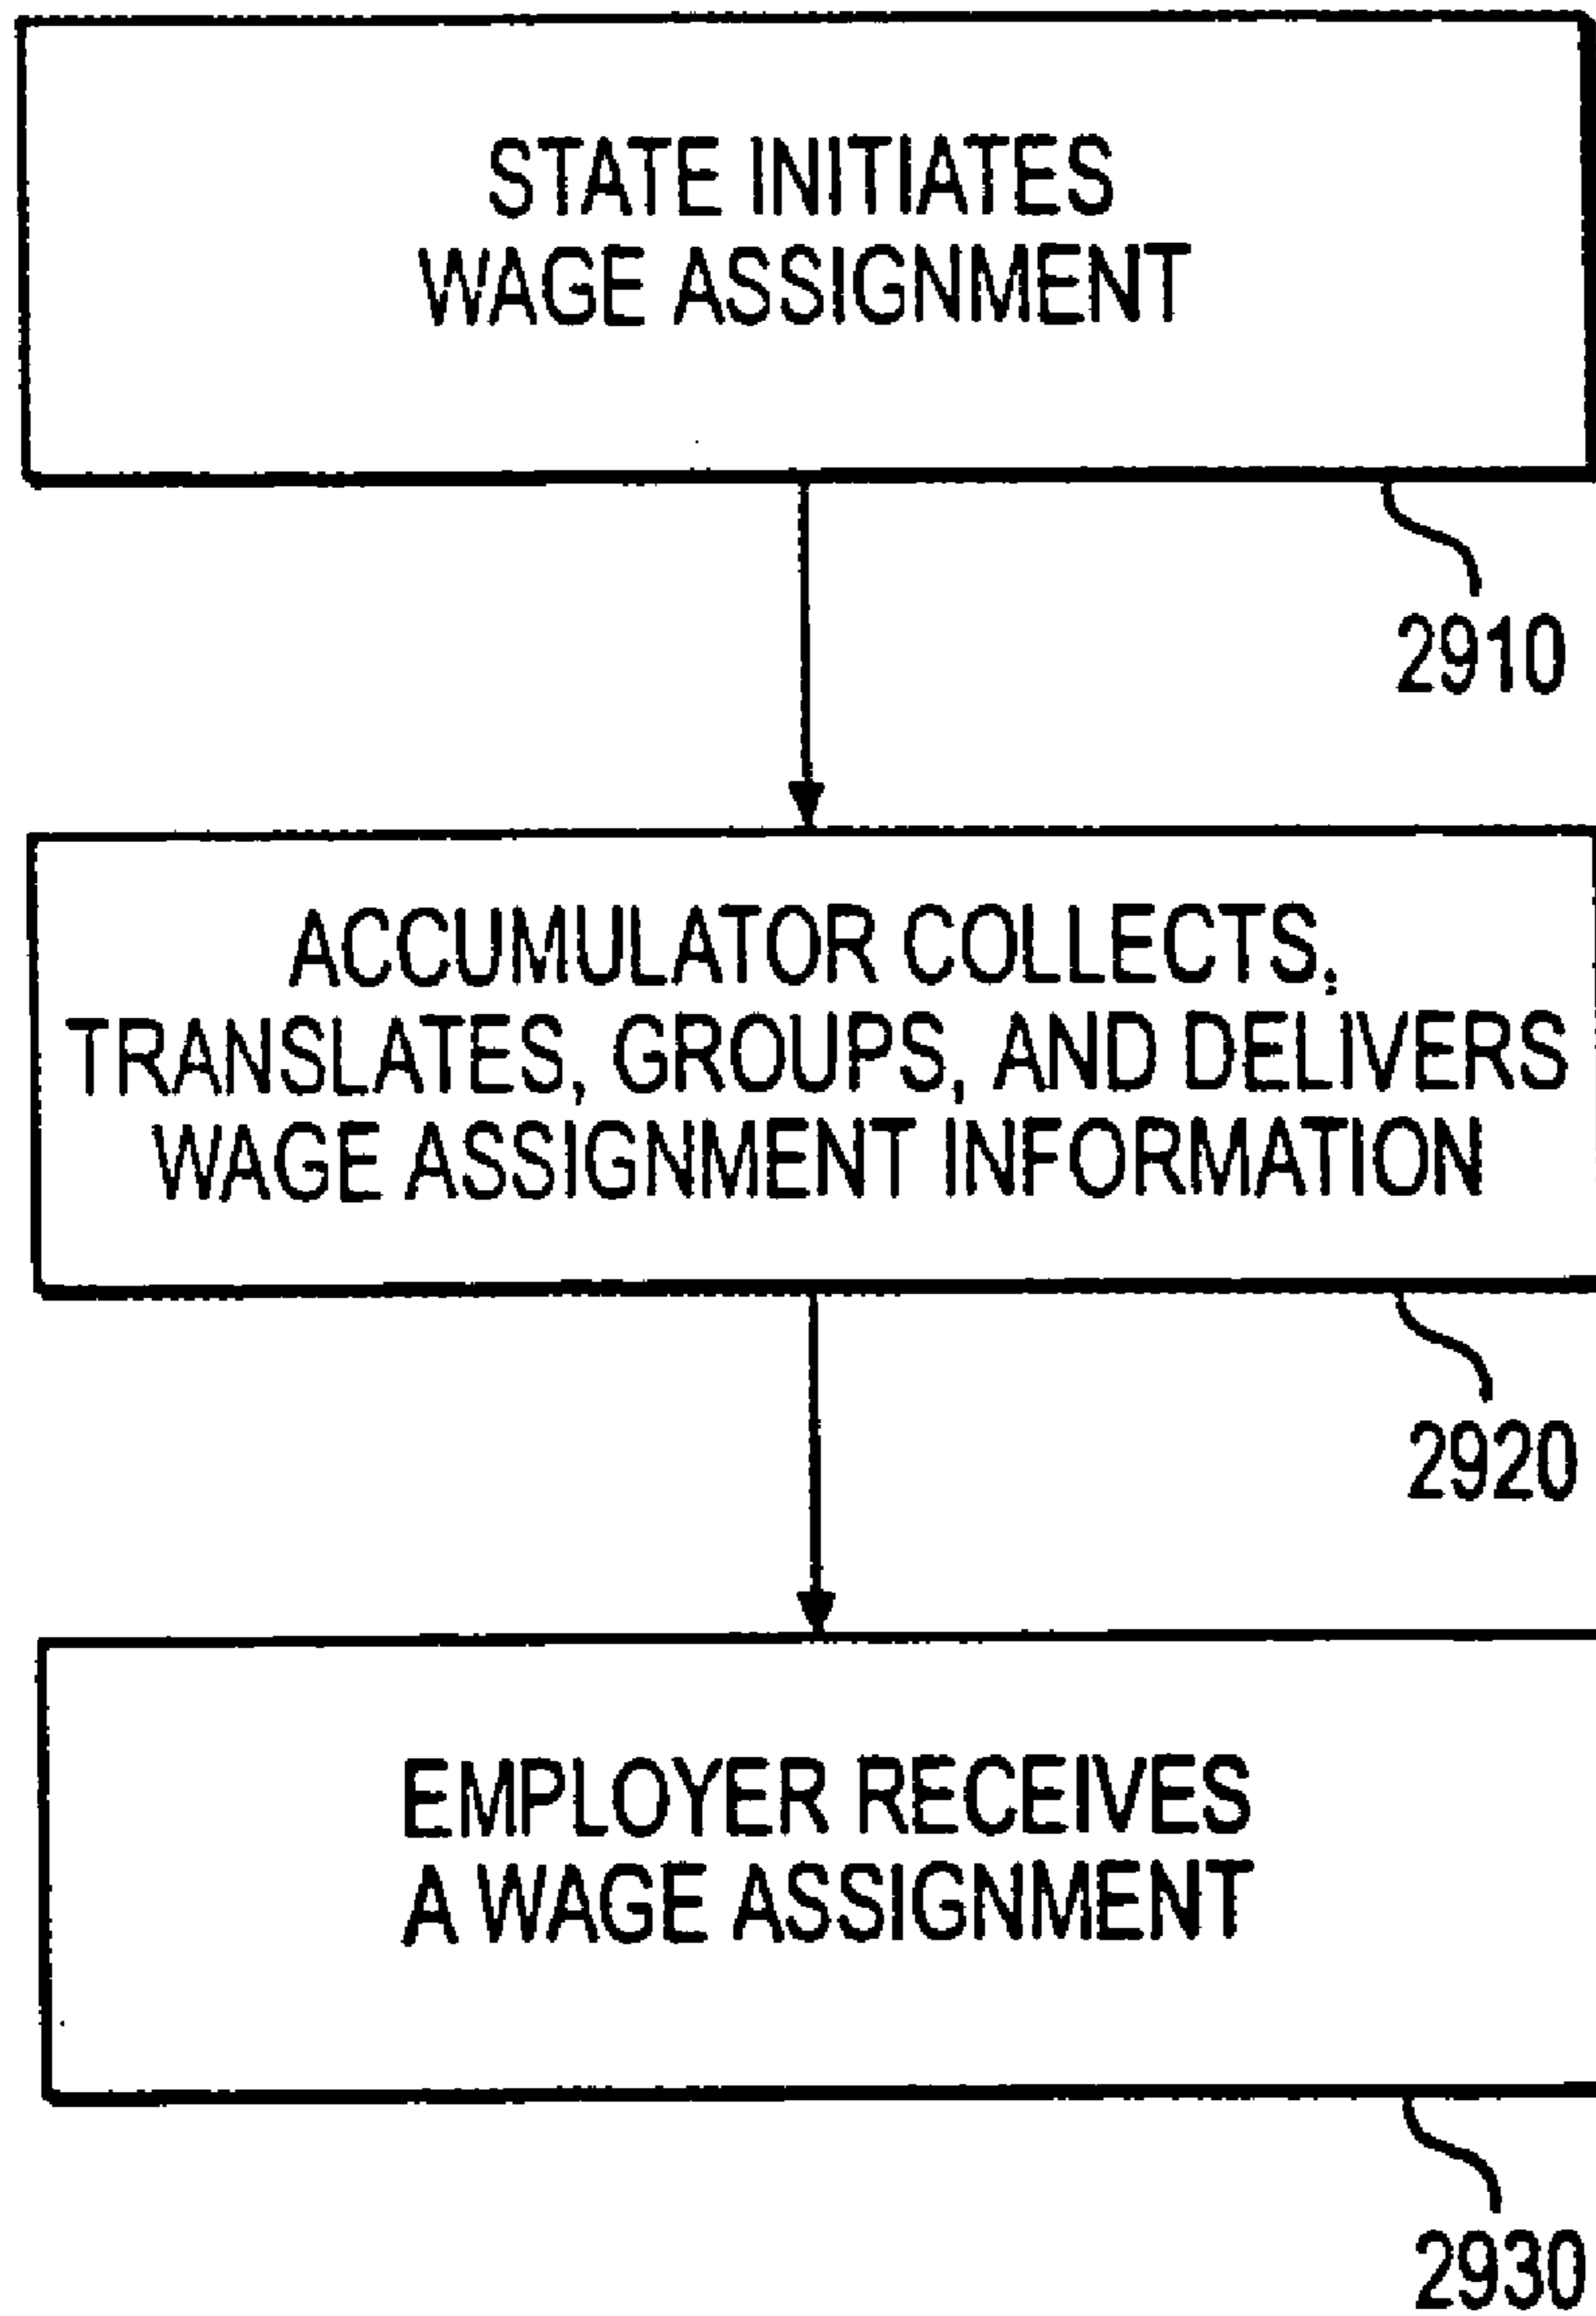 STATE INITIATES
WAGE ASSIGNMENT
2910
ACCUMULATOR COLLECTS,
TRANSLATES, GROUPS, AND DELIVERS
WAGE ASSIGNMENT INFORMATION
2920
EMPLOYER RECEIVES
A WAGE ASSIGNMENT
2930